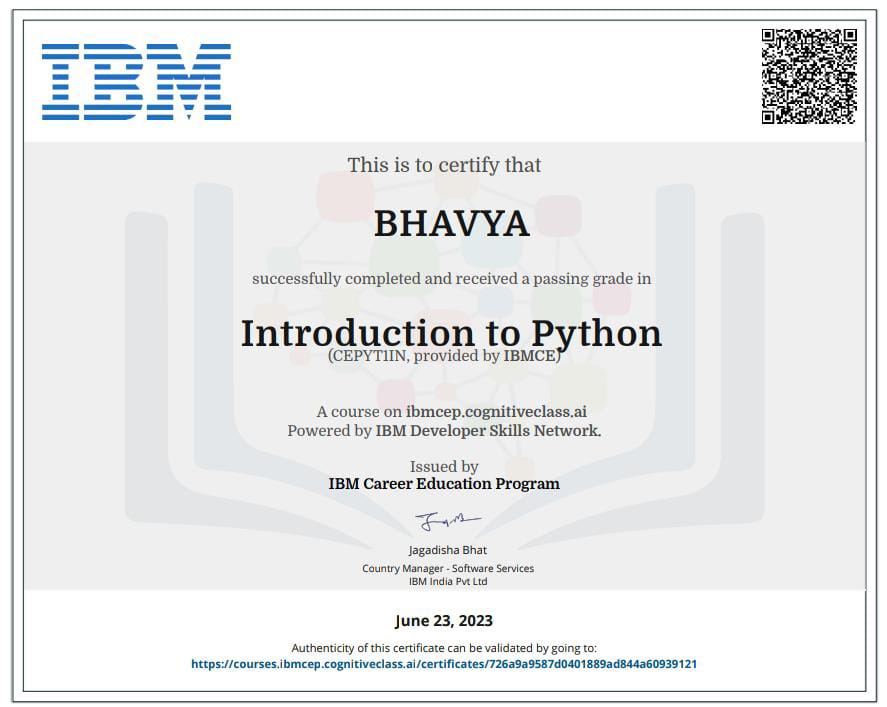 IBM
This is to certify that
BHAVYA
successfully completed and received a passing grade in
Introduction to Python
(CEPYT1IN, provided by IBMCE)
A course on ibmcep.cognitiveclass.ai
Powered by IBM Developer Skills Network.
Issued by
IBM Career Education Program
Jagadisha Bhat
Country Manager - Software Services
IBM India Pvt Ltd
June 23, 2023
Authenticity of this certificate can be validated by going to:
https://courses.ibmcep.cognitiveclass.ai/certificates/726a9a9587d0401889ad844a60939121